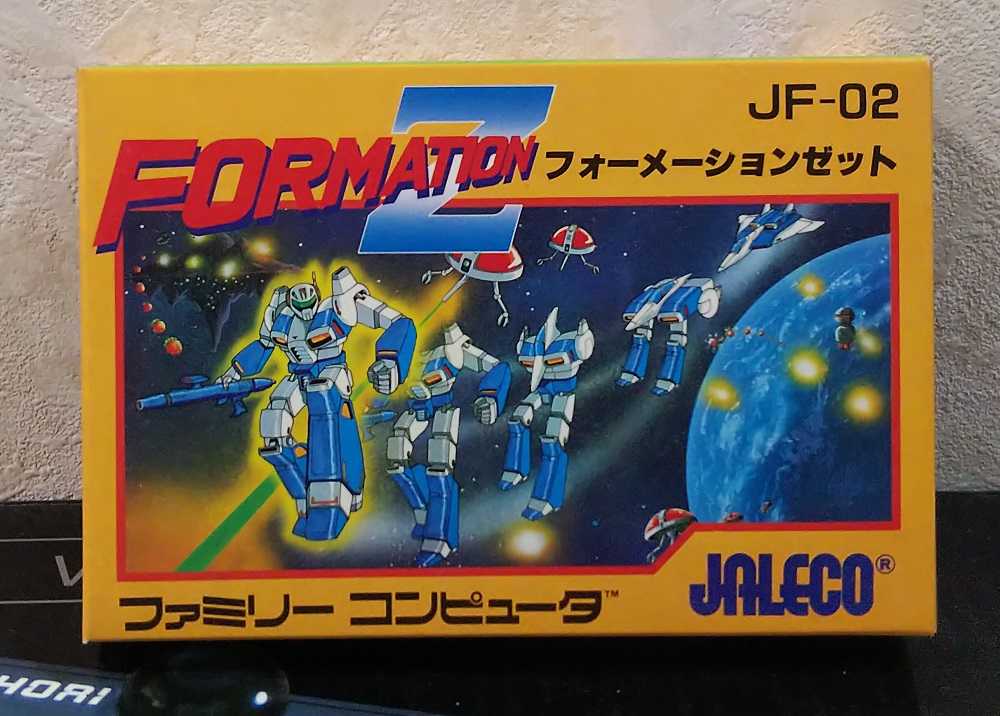 JF-02
FORMATION Z
フォーメーションゼット
JALECO®
ファミリー コンピュータ™
V
HORI